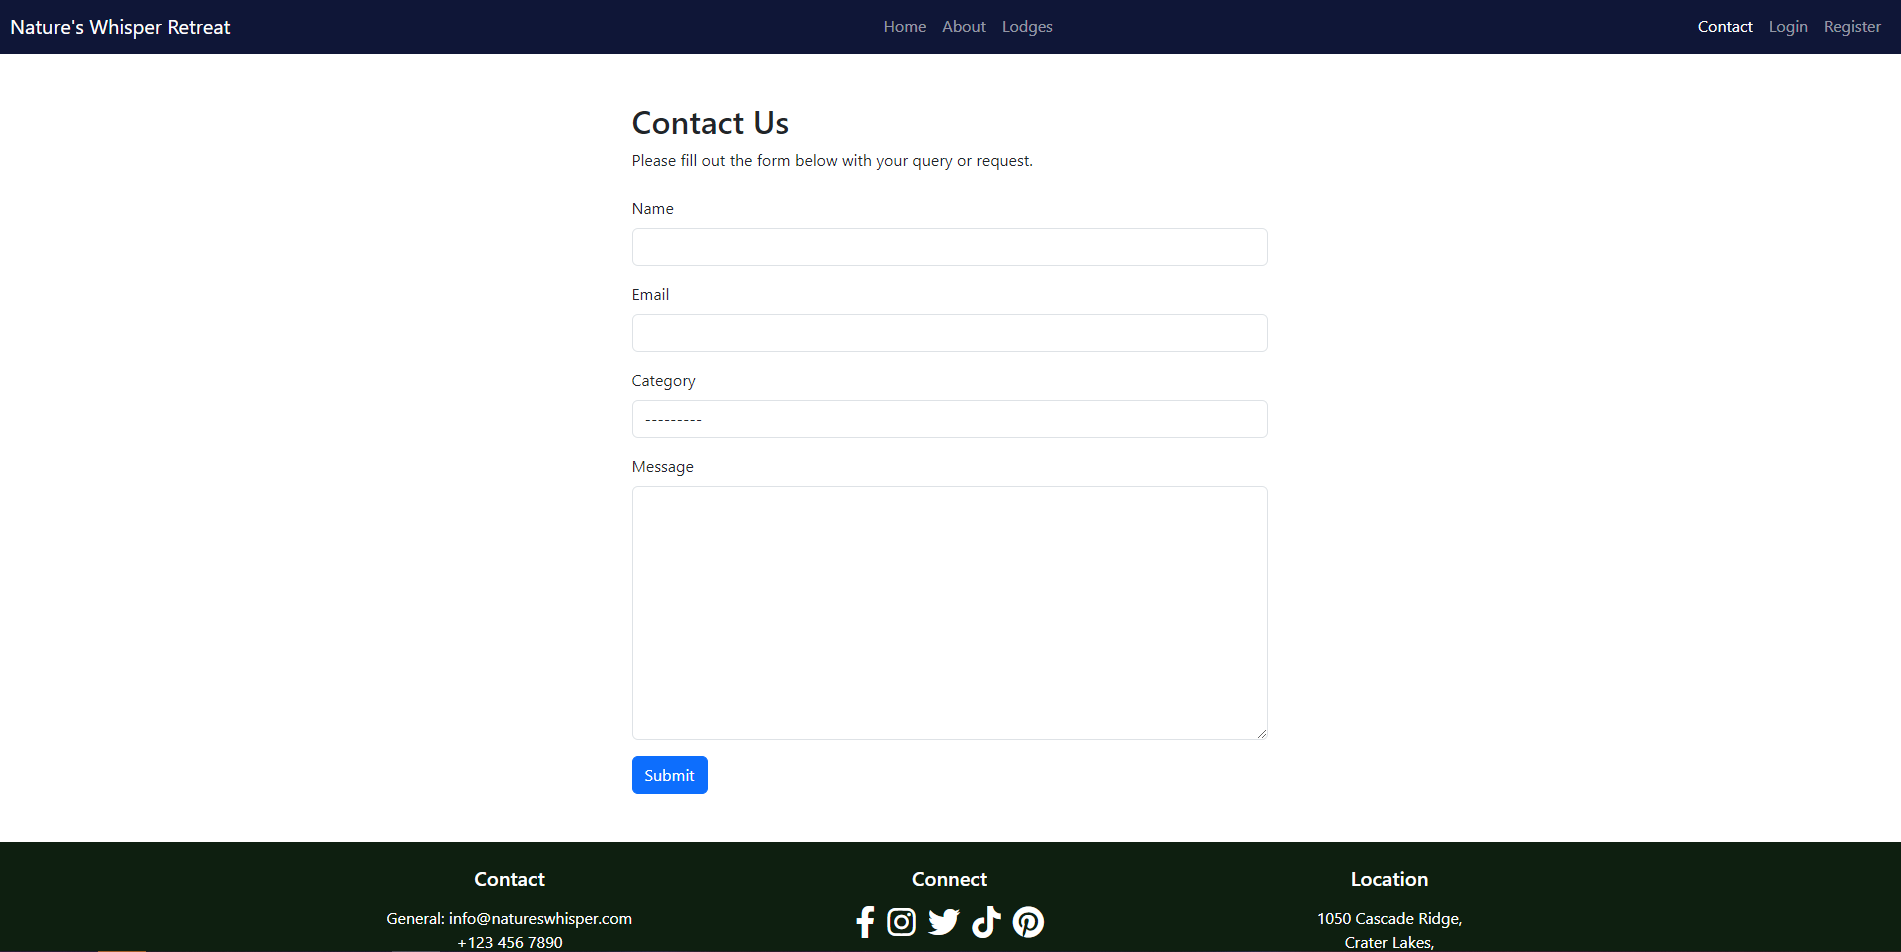 Nature's Whisper Retreat
Home About Lodges
Contact Login Register
Contact Us
Please fill out the form below with your query or request.
Name
Email
Category
---------
Message
Submit
Contact
General: info@natureswhisper.com
+123 456 7890
Connect
Location
1050 Cascade Ridge,
Crater Lakes,